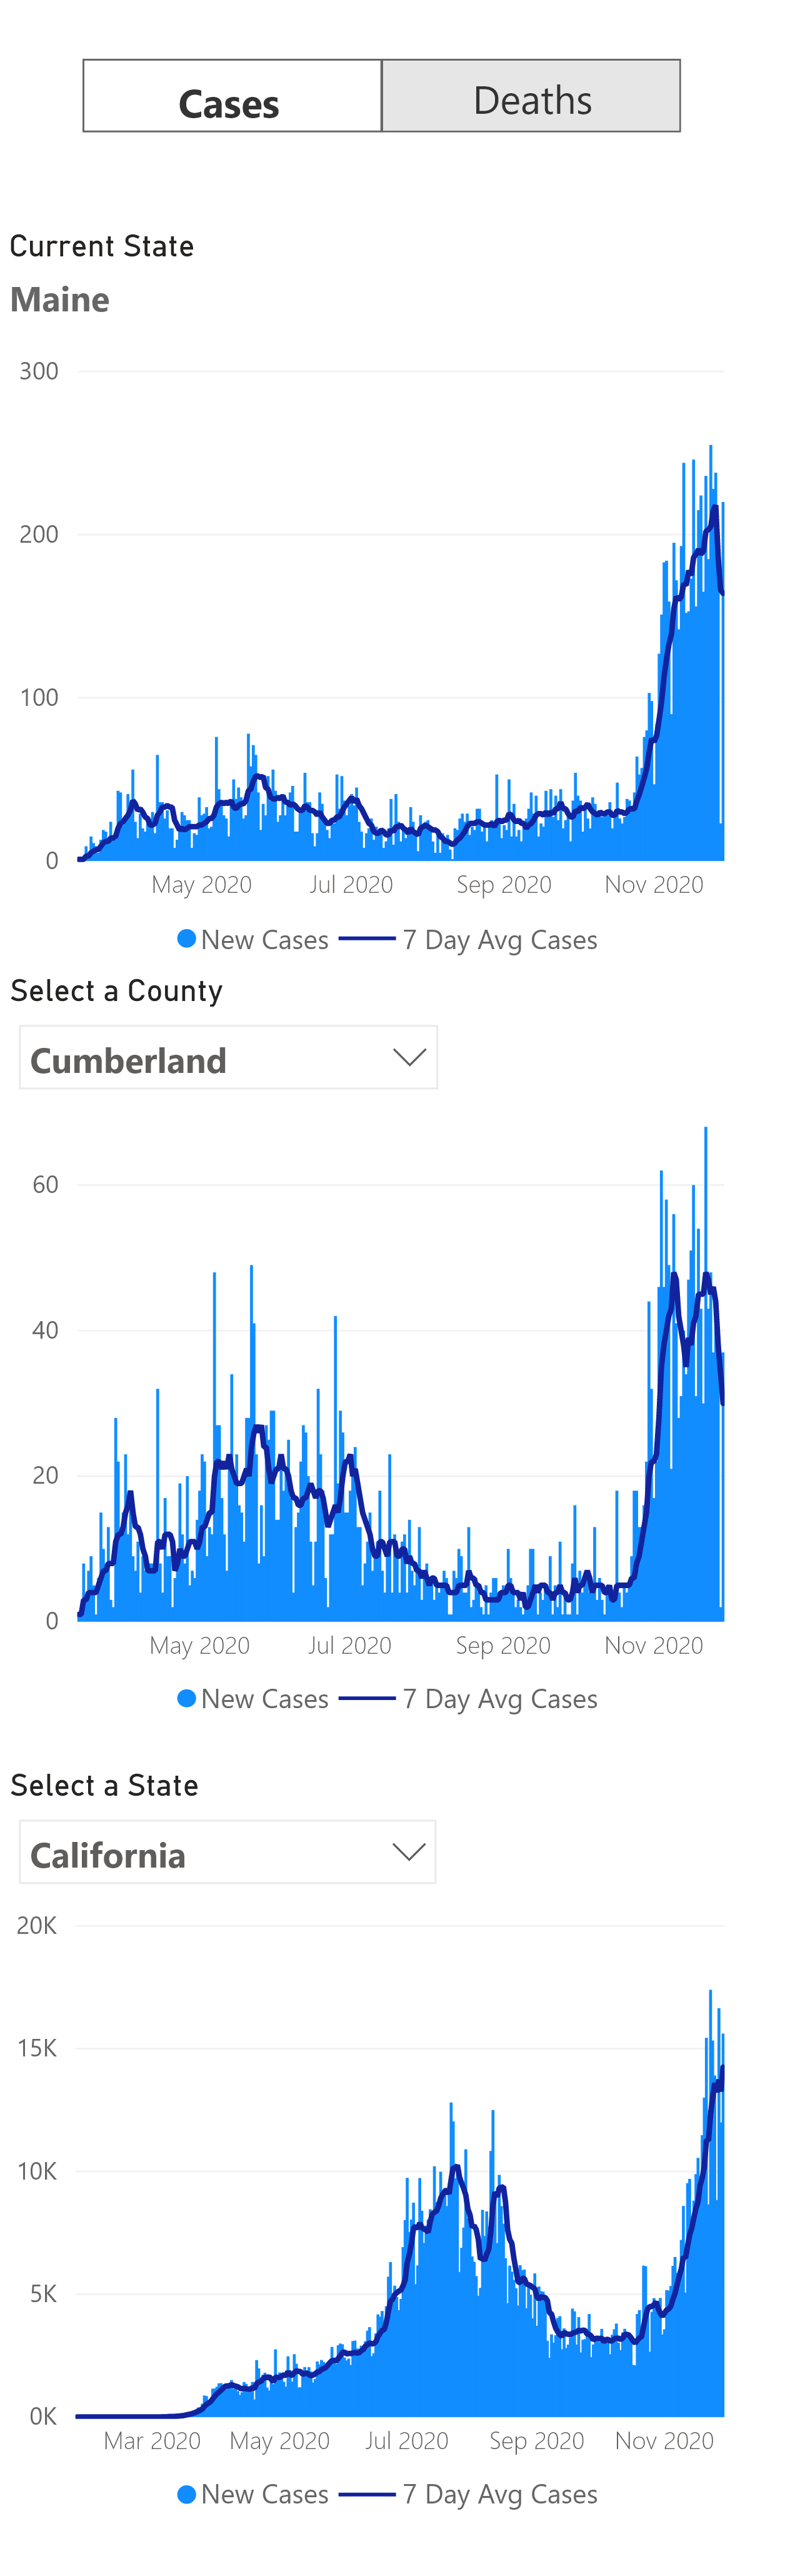 Cases Deaths
Current State
Maine
300
200
100
0
May 2020 Jul 2020 Sep 2020 Nov 2020
New Cases 7 Day Avg Cases
Select a County
Cumberland
60
40
20
0
May 2020 Jul 2020 Sep 2020 Nov 2020
New Cases 7 Day Avg Cases
Select a State
California
20K
15K
10K
5K
0K
Mar 2020 May 2020 Jul 2020 Sep 2020 Nov 2020
New Cases 7 Day Avg Cases